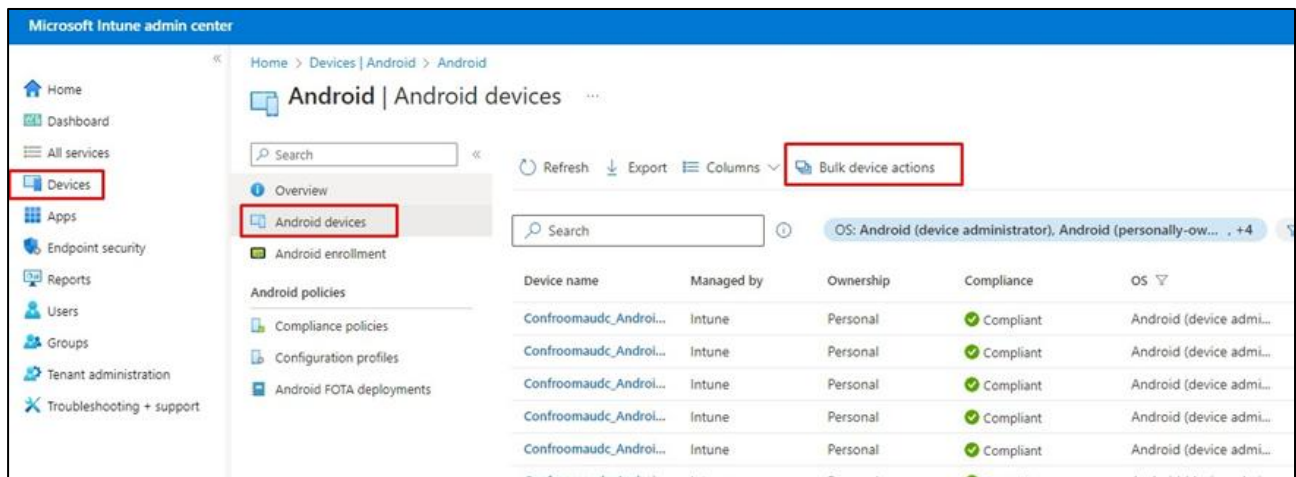 Microsoft Intune admin center
Home
Dashboard
All services
Devices
Apps
Endpoint security
Reports
Users
Groups
Tenant administration
Troubleshooting + support
Home > Devices | Android > Android
Android | Android devices ...
Search
Overview
Android devices
Android enrollment
Android policies
Compliance policies
Configuration profiles
Android FOTA deployments
Refresh Export Columns Bulk device actions
Search OS: Android (device administrator), Android (personally-ow... , +4
Device name Managed by Ownership Compliance OS
Confroomaudc_Androi... Intune Personal Compliant Android (device admi...
Confroomaudc_Androi... Intune Personal Compliant Android (device admi...
Confroomaudc_Androi... Intune Personal Compliant Android (device admi...
Confroomaudc_Androi... Intune Personal Compliant Android (device admi...
Confroomaudc_Androi... Intune Personal Compliant Android (device admi...